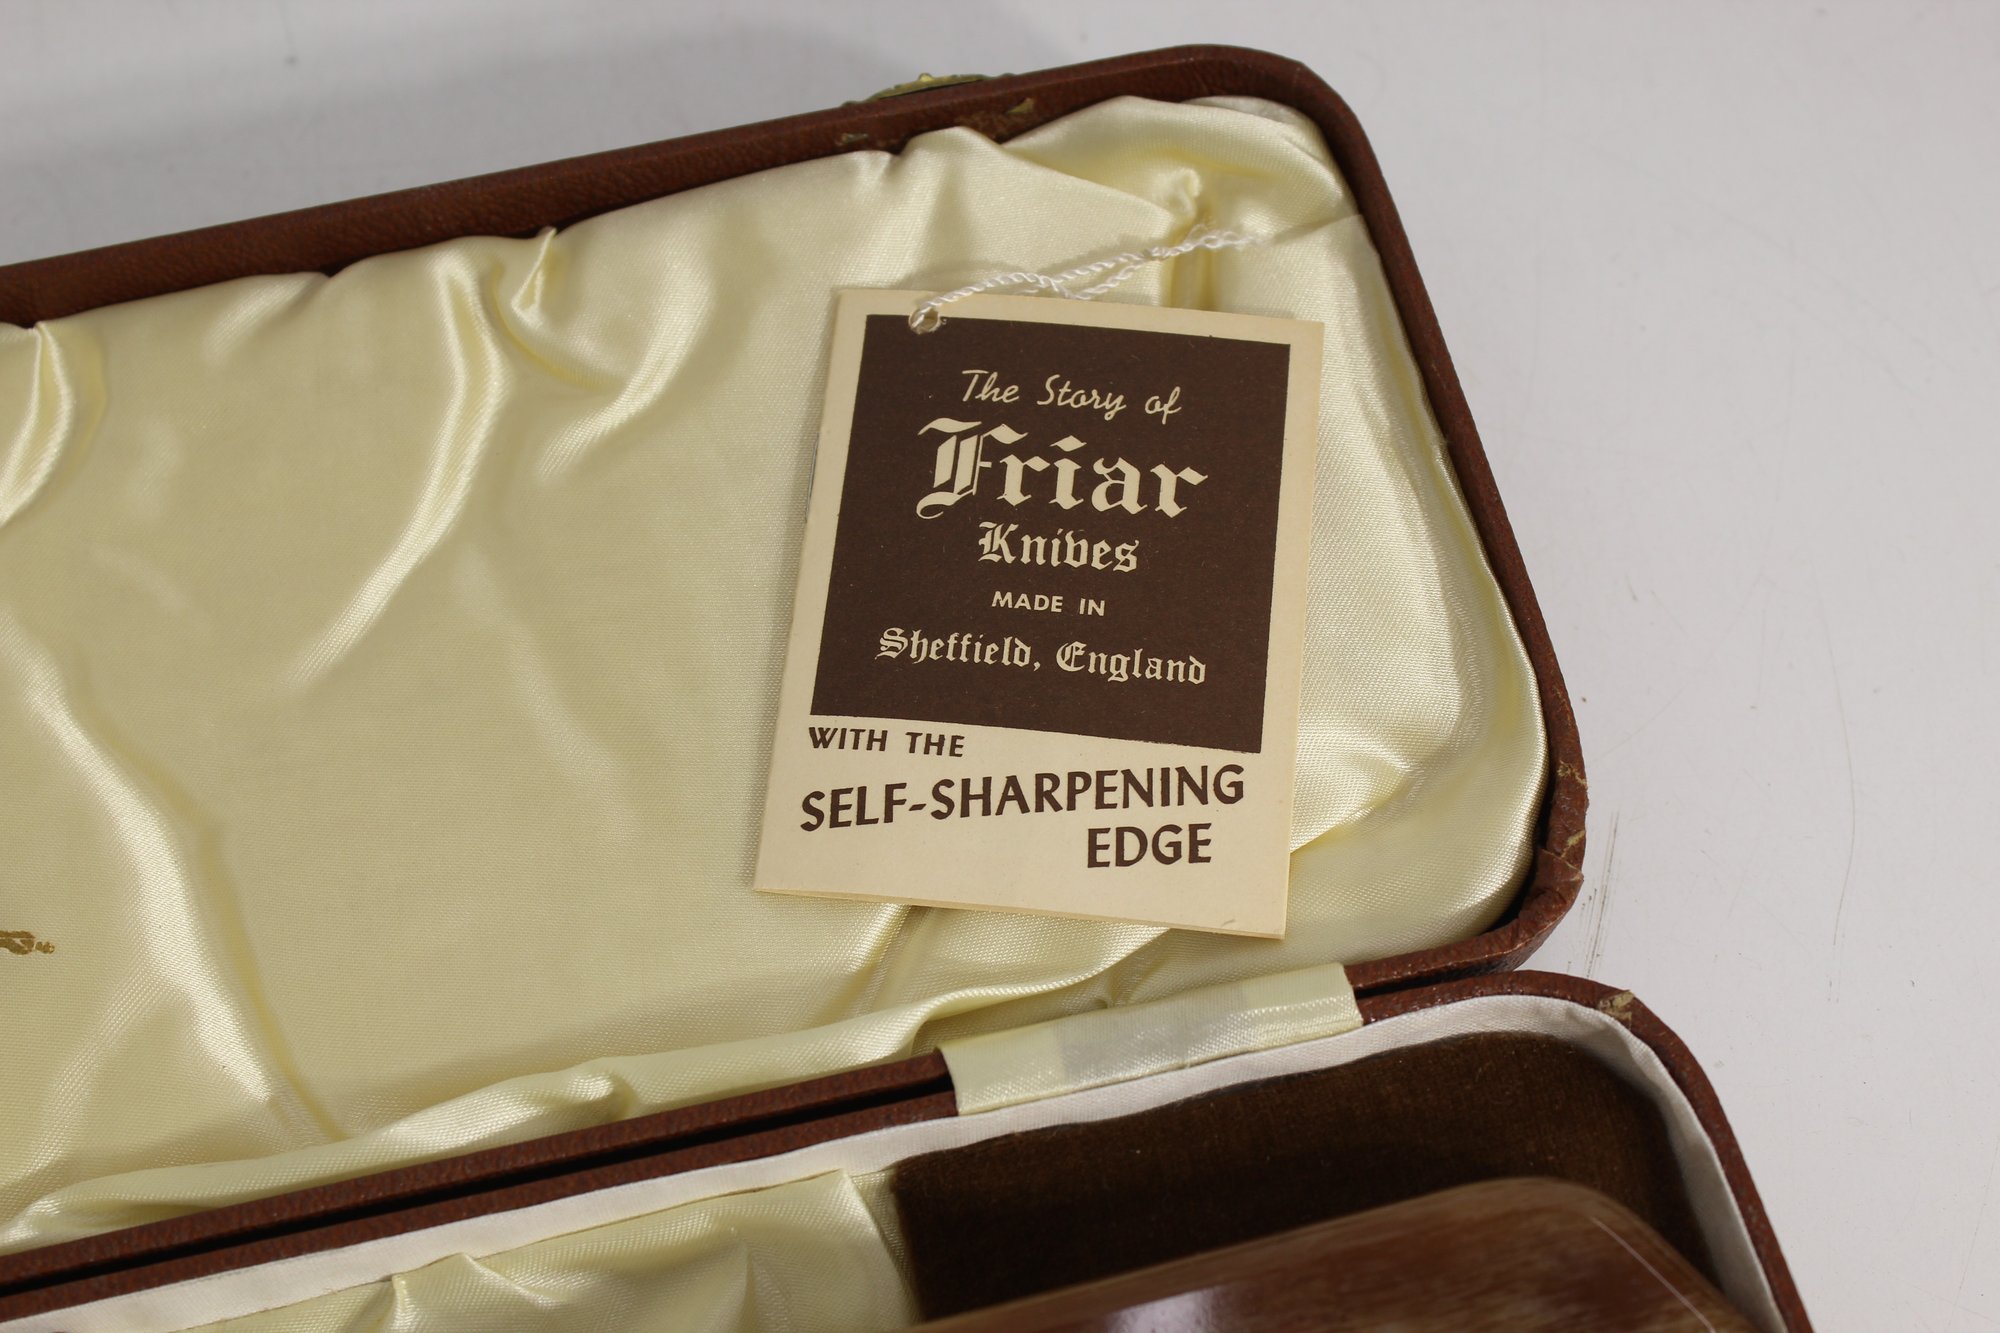 The Story of
Friar
Knives
MADE IN
Sheffield, England
WITH THE
SELF-SHARPENING
EDGE